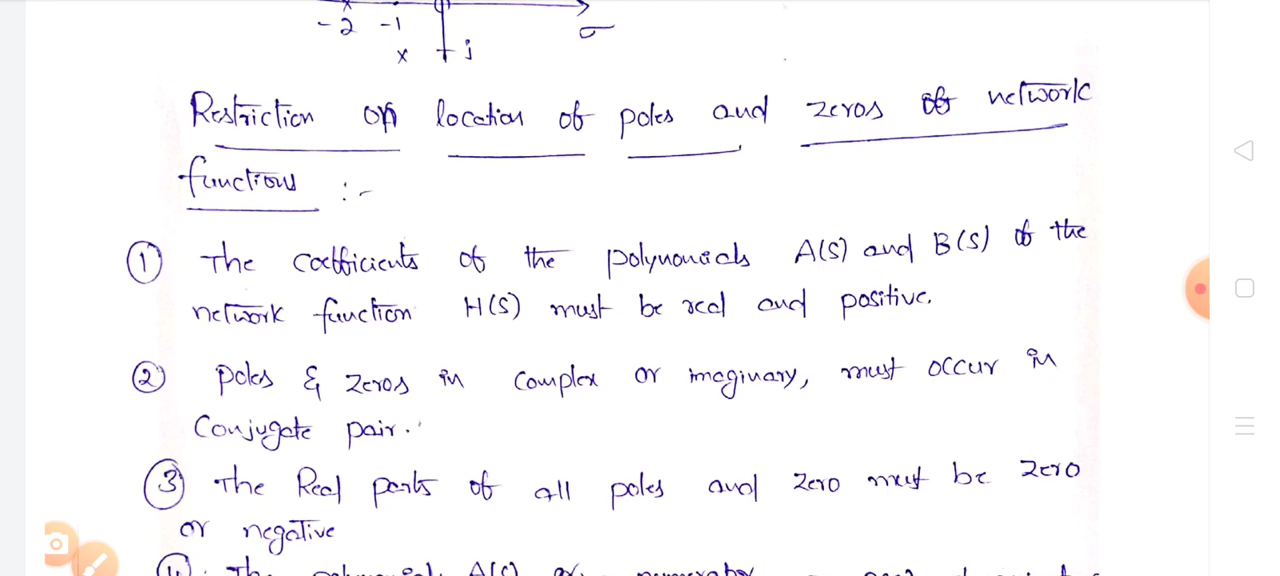 -2 -1
x j σ
Restriction on location of poles and zeros of network
functions :-
① The coefficients of the polynomials A(S) and B(S) of the
network function H(S) must be real and positive.
② Poles & zeros in complex or imaginary, must occur in
Conjugate pair.
③ The Real parts of all poles and zero must be zero
or negative